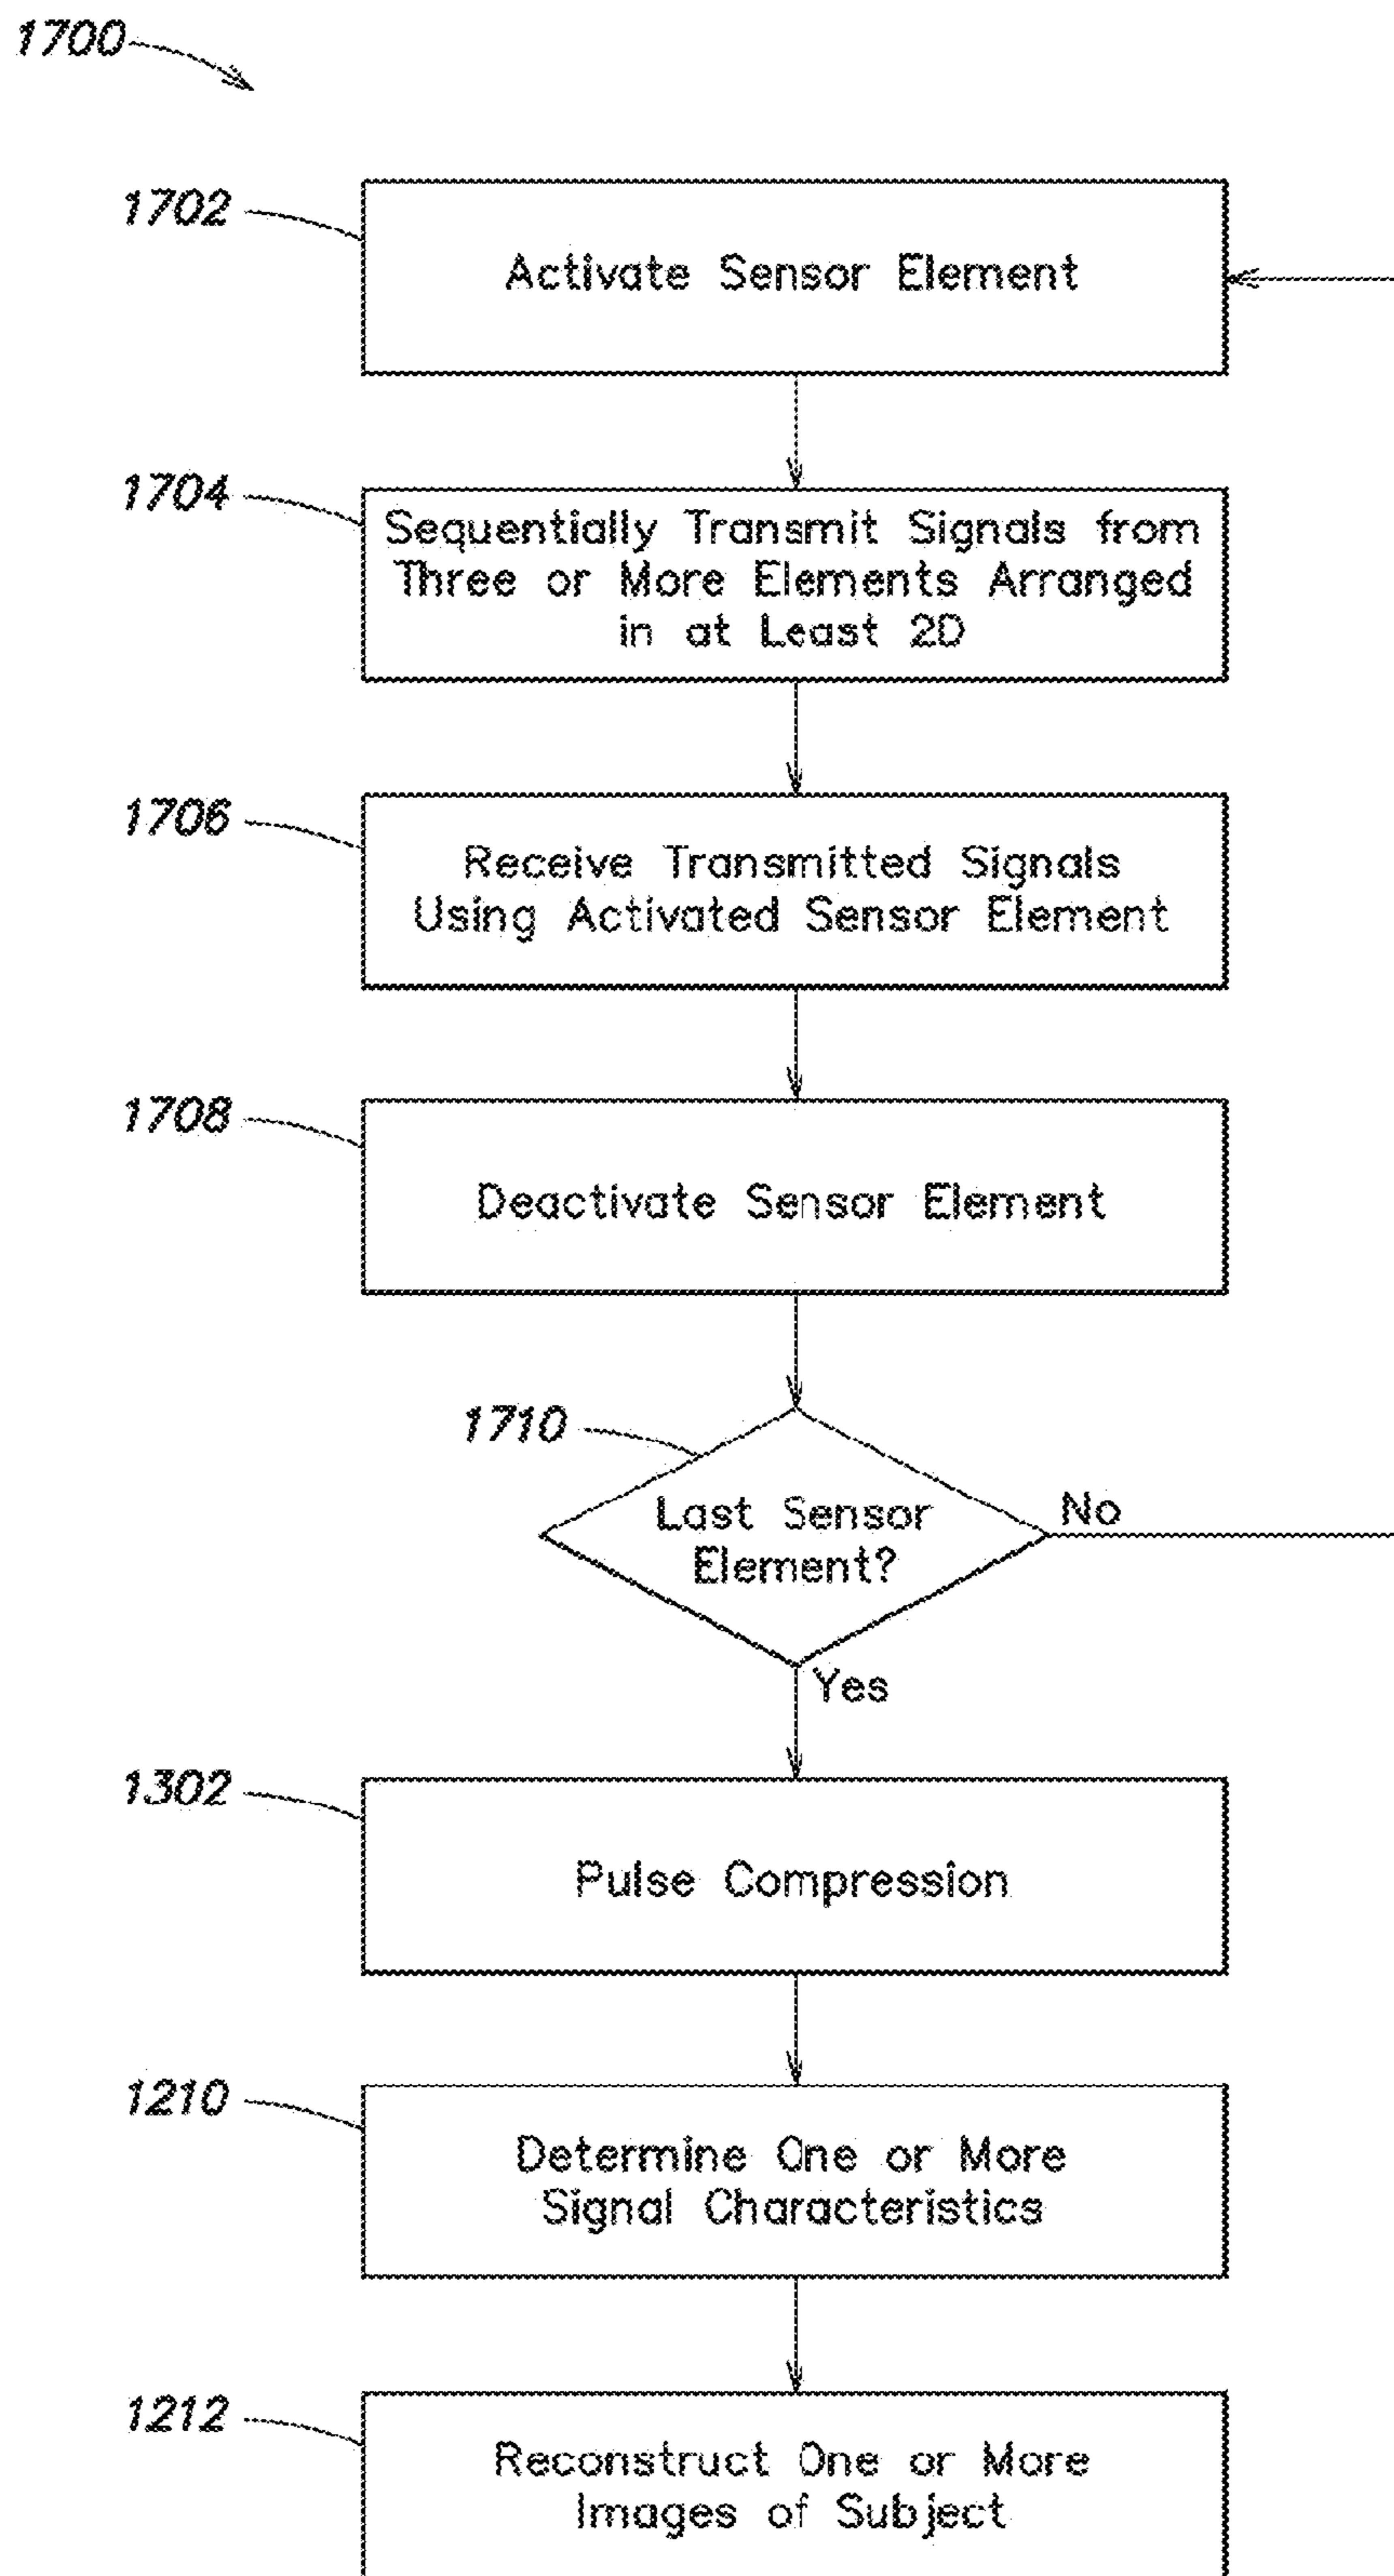 1700
1702
Activate Sensor Element
1704
Sequentially Transmit Signals from
Three or More Elements Arranged
in at Least 2D
1706
Receive Transmitted Signals
Using Activated Sensor Element
1708
Deactivate Sensor Element
1710
Last Sensor
Element?
No
Yes
1302
Pulse Compression
1210
Determine One or More
Signal Characteristics
1212
Reconstruct One or More
Images of Subject